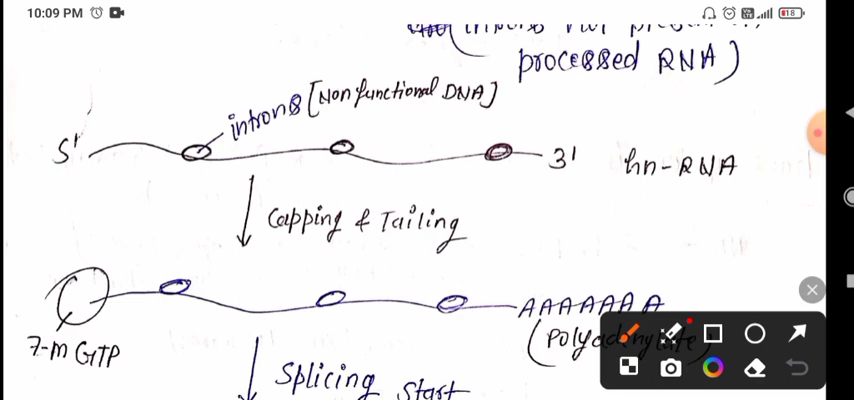 10:09 PM
18
processed RNA)
introns [Non functional DNA]
5' 3' hn-RNA
Capping & Tailing
AAAAAAA
7-m GTP
Splicing Start